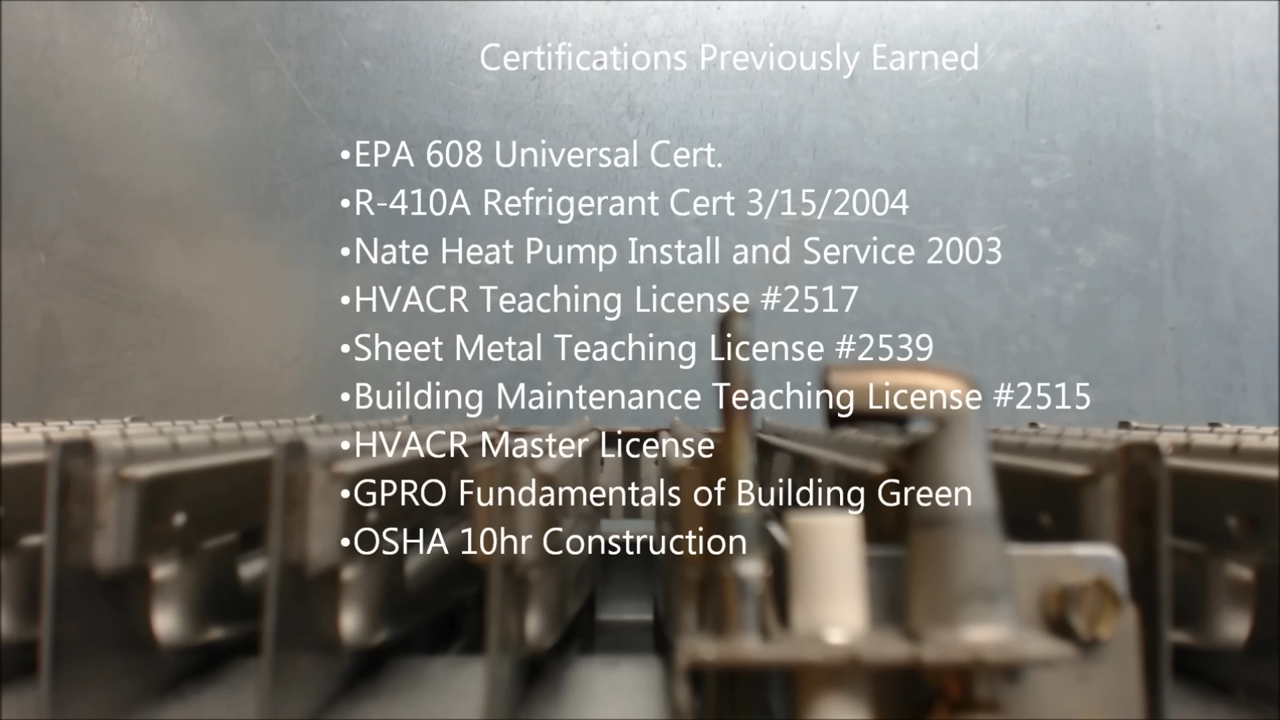 Certifications Previously Earned
•EPA 608 Universal Cert.
•R-410A Refrigerant Cert 3/15/2004
•Nate Heat Pump Install and Service 2003
•HVACR Teaching License #2517
•Sheet Metal Teaching License #2539
•Building Maintenance Teaching License #2515
•HVACR Master License
•GPRO Fundamentals of Building Green
•OSHA 10hr Construction